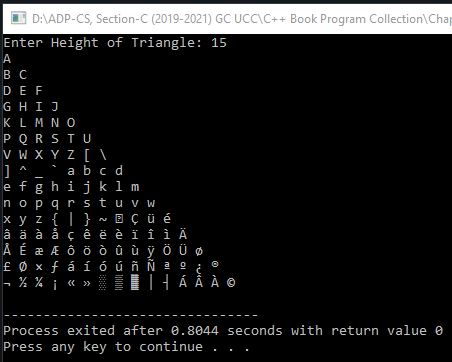 D:\ADP-CS, Section-C (2019-2021) GC UCC\C++ Book Program Collection\Chap
Enter Height of Triangle: 15
A
B C
D E F
G H I J
K L M N O
P Q R S T U
V W X Y Z [ \
] ^ _ ` a b c d
e f g h i j k l m
n o p q r s t u v w
x y z { | } ~ ⍰ Ç ü é
â ä à å ç ê ë è ï î ì Ä
Å É æ Æ ô ö ò û ù ÿ Ö Ü ø
£ Ø × ƒ á í ó ú ñ Ñ ª º ¿ ®
¬ ½ ¼ ¡ « » ░ ▒ ▓ │ ┤ Á Â À ©
--------------------------------
Process exited after 0.8044 seconds with return value 0
Press any key to continue . . .